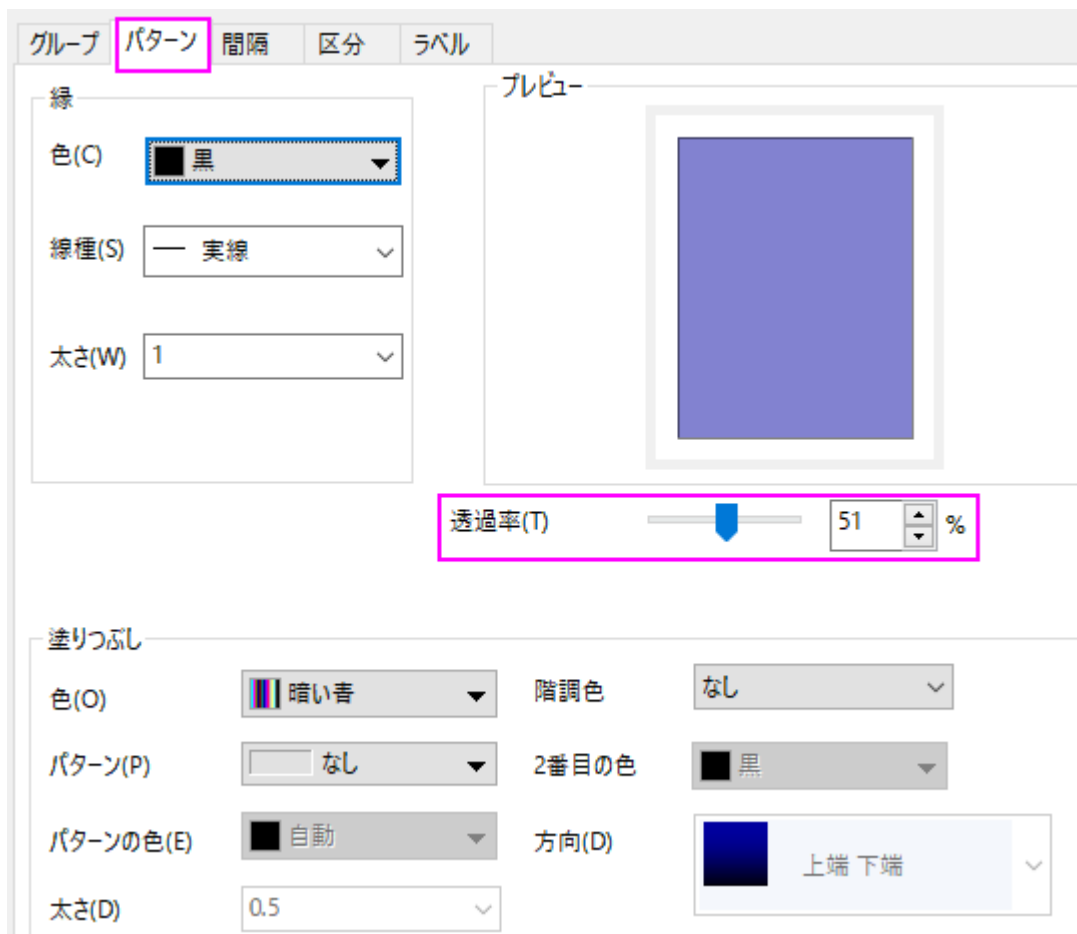 グループ パターン 間隔 区分 ラベル
縁
色(C) 黒
線種(S) 実線
太さ(W) 1
プレビュー
透過率(T) 51 %
塗りつぶし
色(O) 暗い青
パターン(P) なし
パターンの色(E) 自動
太さ(D) 0.5
階調色 なし
2番目の色 黒
方向(D) 上端 下端